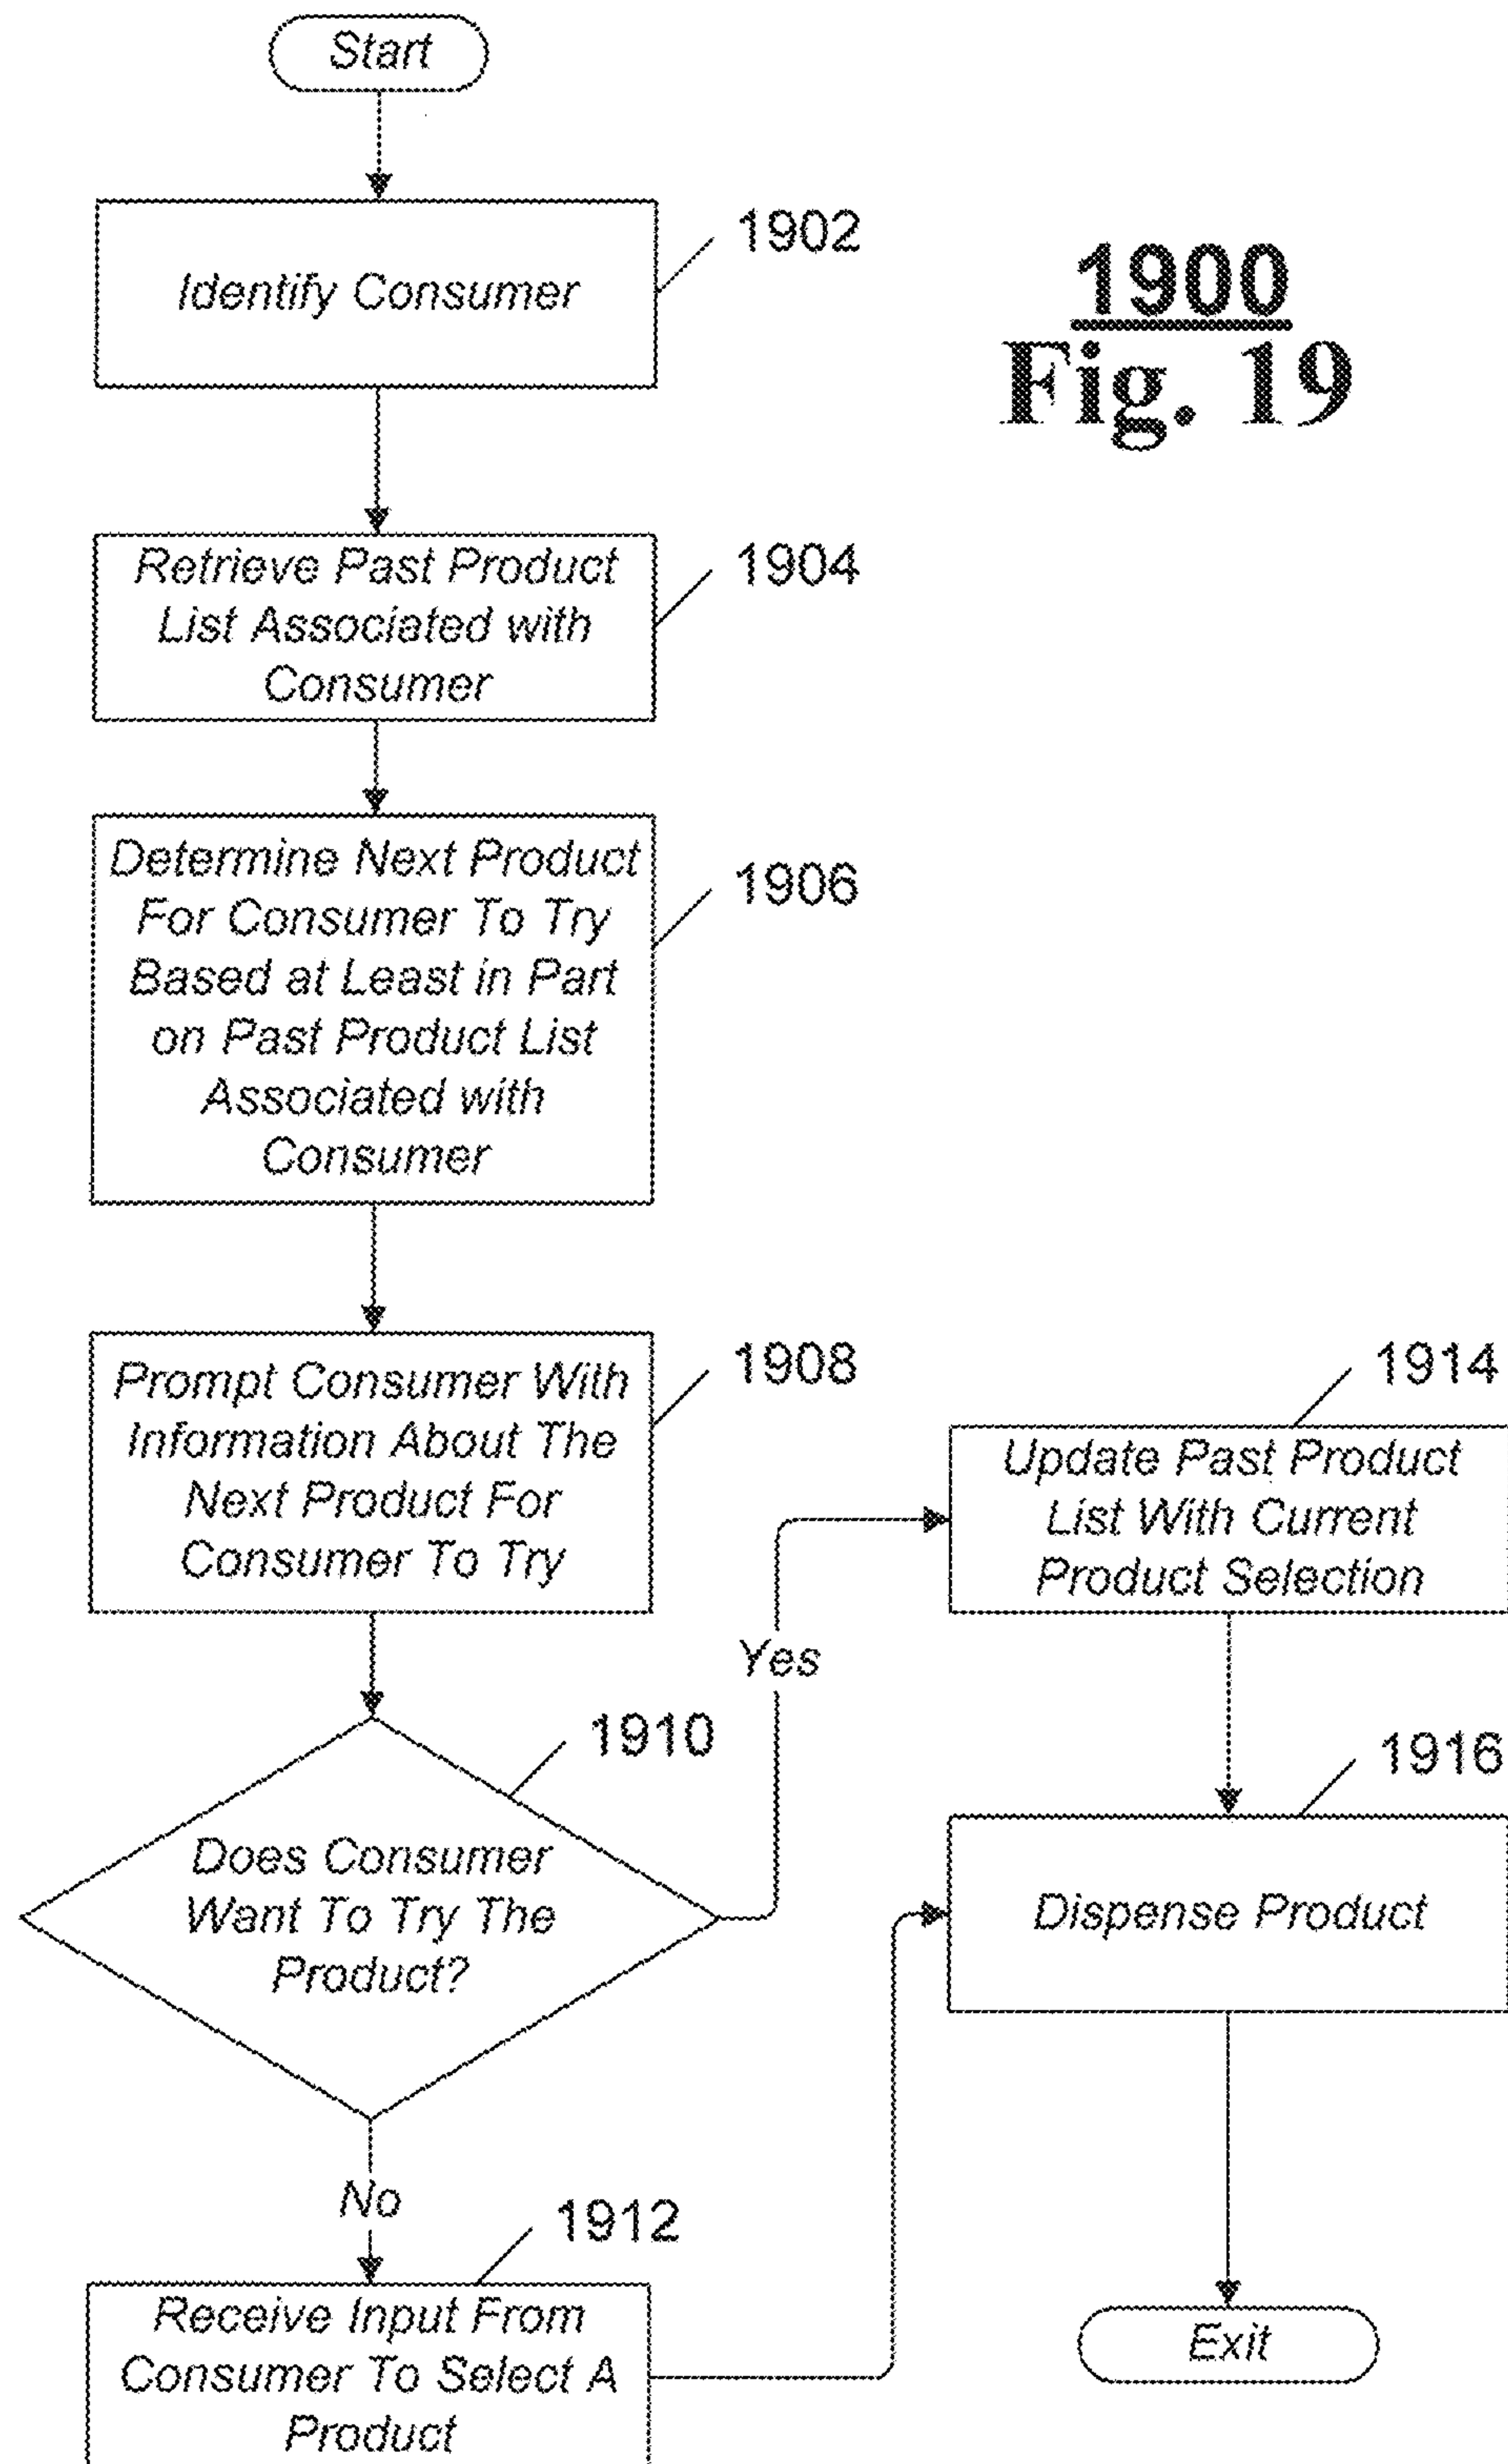 Start
Identify Consumer
1902
1900
Fig. 19
Retrieve Past Product
List Associated with
Consumer
1904
Determine Next Product
For Consumer To Try
Based at Least in Part
on Past Product List
Associated with
Consumer
1906
Prompt Consumer With
Information About The
Next Product For
Consumer To Try
1908
Does Consumer
Want To Try The
Product?
1910
Yes
No
Receive Input From
Consumer To Select A
Product
1912
Update Past Product
List With Current
Product Selection
1914
Dispense Product
1916
Exit